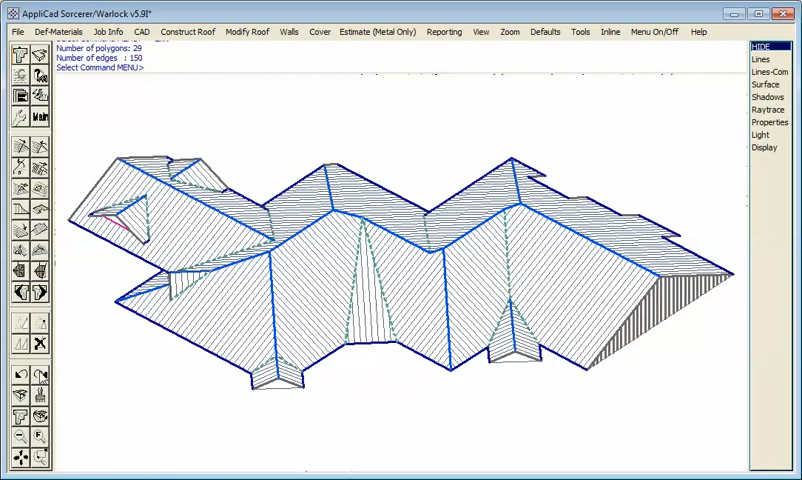 AppliCad Sorcerer/Warlock v5.9I*
File Def-Materials Job Info CAD Construct Roof Modify Roof Walls Cover Estimate (Metal Only) Reporting View Zoom Defaults Tools Inline Menu On/Off Help
Number of polygons: 29
Number of edges : 150
Select Command MENU>
Main
HIDE
Lines
Lines-Com
Surface
Shadows
Raytrace
Properties
Light
Display